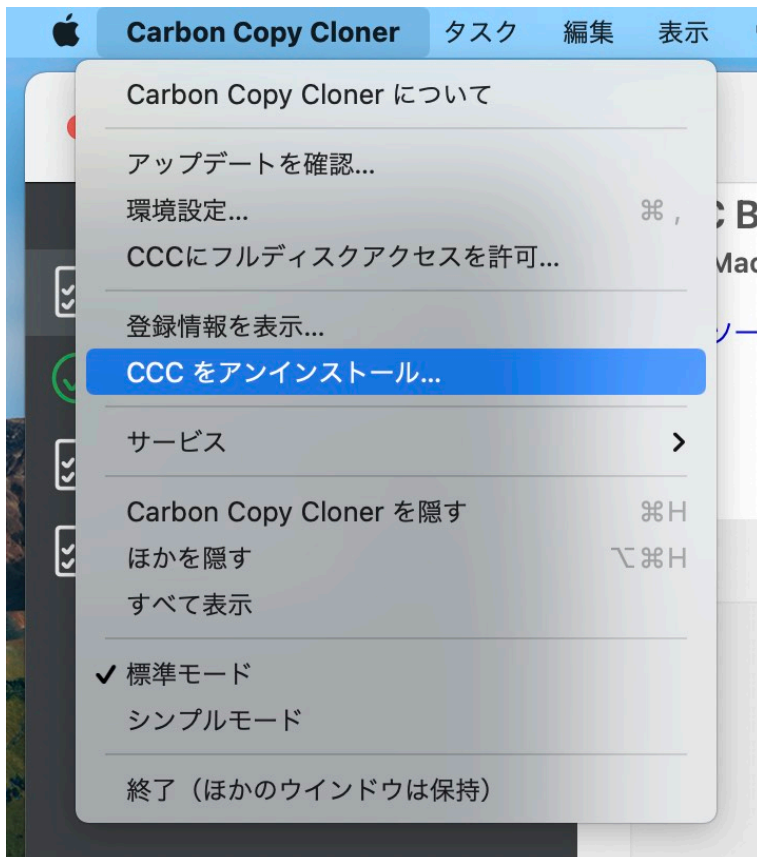 Carbon Copy Cloner タスク 編集 表示
Carbon Copy Cloner について
アップデートを確認...
環境設定... ⌘ ,
CCCにフルディスクアクセスを許可...
登録情報を表示...
CCC をアンインストール...
サービス
Carbon Copy Cloner を隠す ⌘H
ほかを隠す ⌥⌘H
すべて表示
標準モード
シンプルモード
終了（ほかのウインドウは保持）